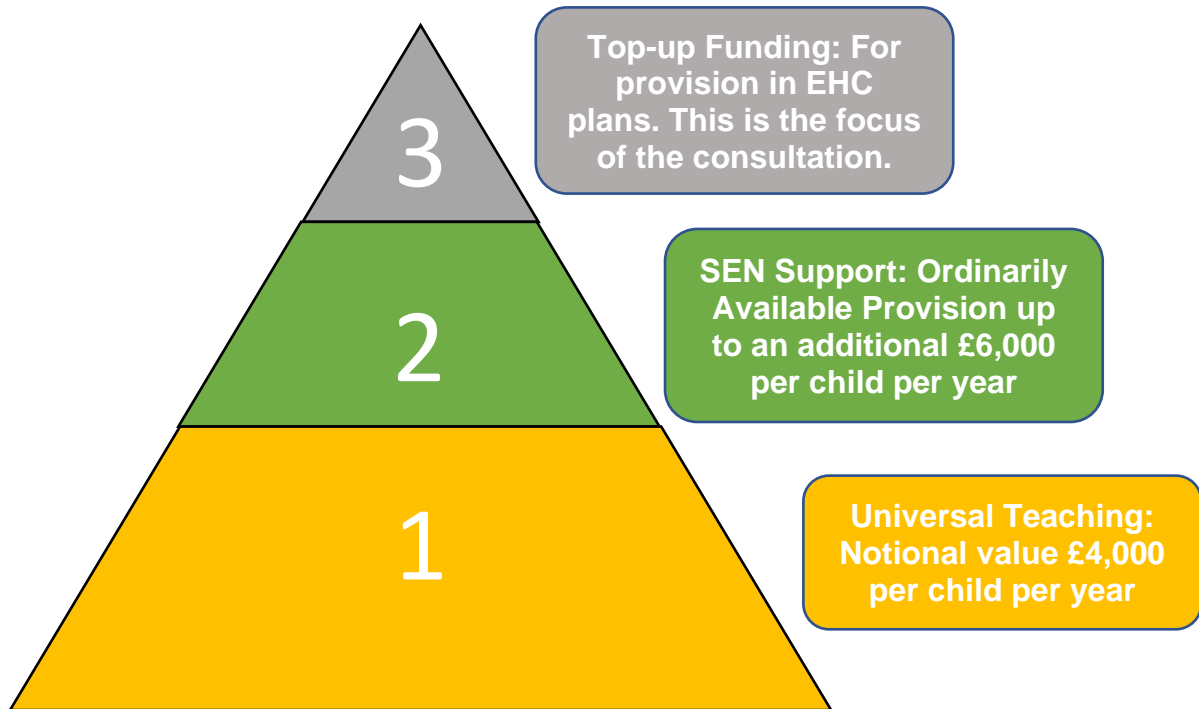 3
Top-up Funding: For
provision in EHC
plans. This is the focus
of the consultation.
2
SEN Support: Ordinarily
Available Provision up
to an additional £6,000
per child per year
1
Universal Teaching:
Notional value £4,000
per child per year